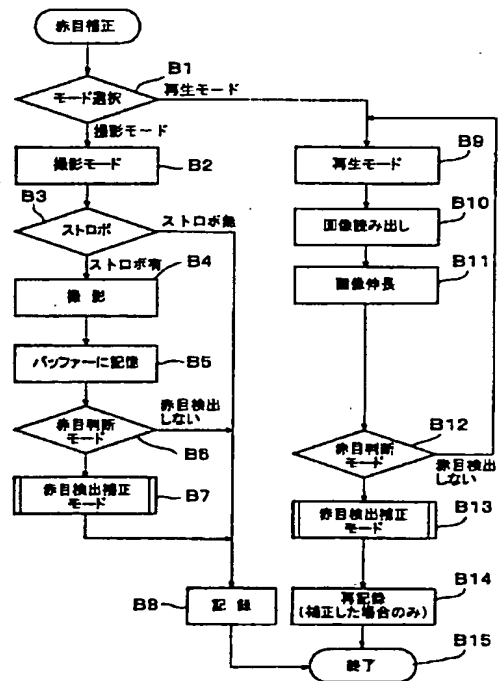 赤目補正
B1
モード選択
再生モード
撮影モード
撮影モード
B2
B3
ストロボ
ストロボ無
ストロボ有
B4
撮 影
バッファーに記憶
B5
赤目判断
モード
赤目検出
しない
B6
赤目検出補正
モード
B7
B8
記 録
B9
再生モード
B10
画像読み出し
B11
画像伸長
B12
赤目判断
モード
赤目検出
しない
赤目検出補正
モード
B13
B14
再記録
(補正した場合のみ)
B15
終了